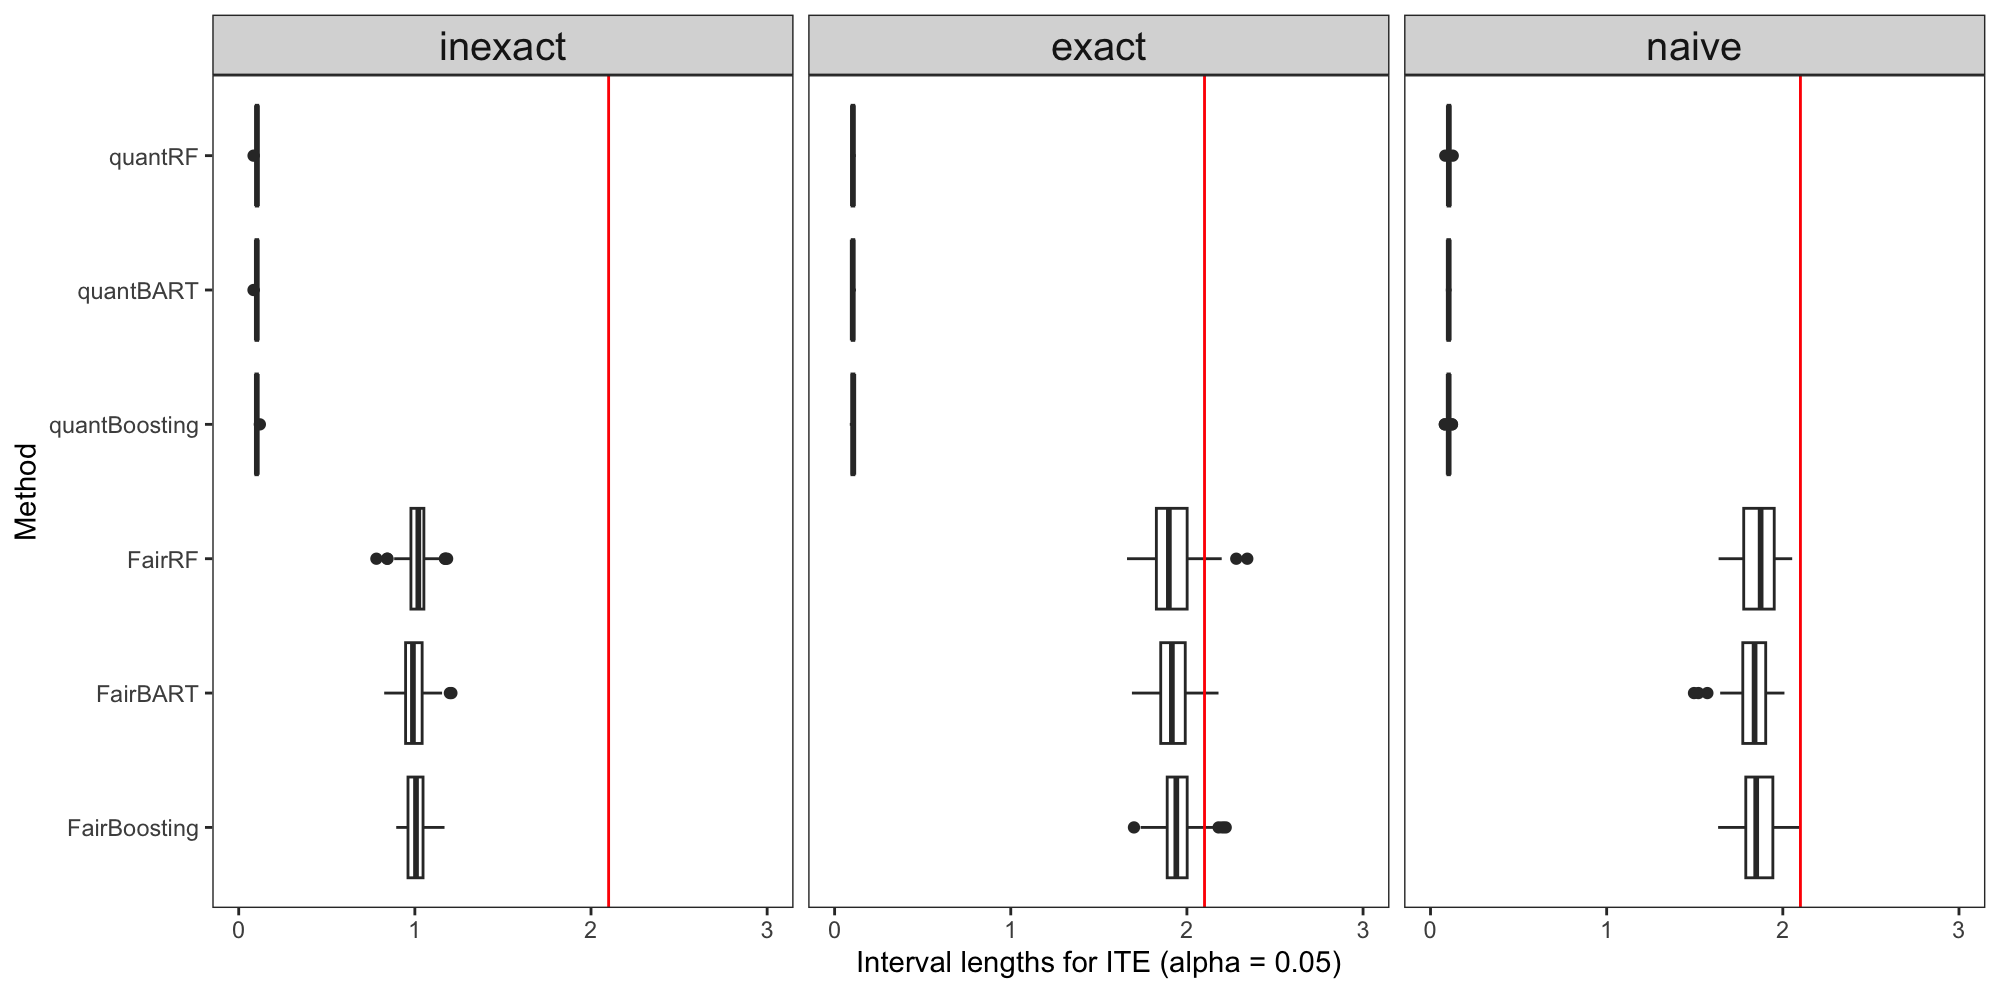 inexact
exact
naive
Method
quantRF
quantBART
quantBoosting
FairRF
FairBART
FairBoosting
0 1 2 3
0 1 2 3
0 1 2 3
Interval lengths for ITE (alpha = 0.05)